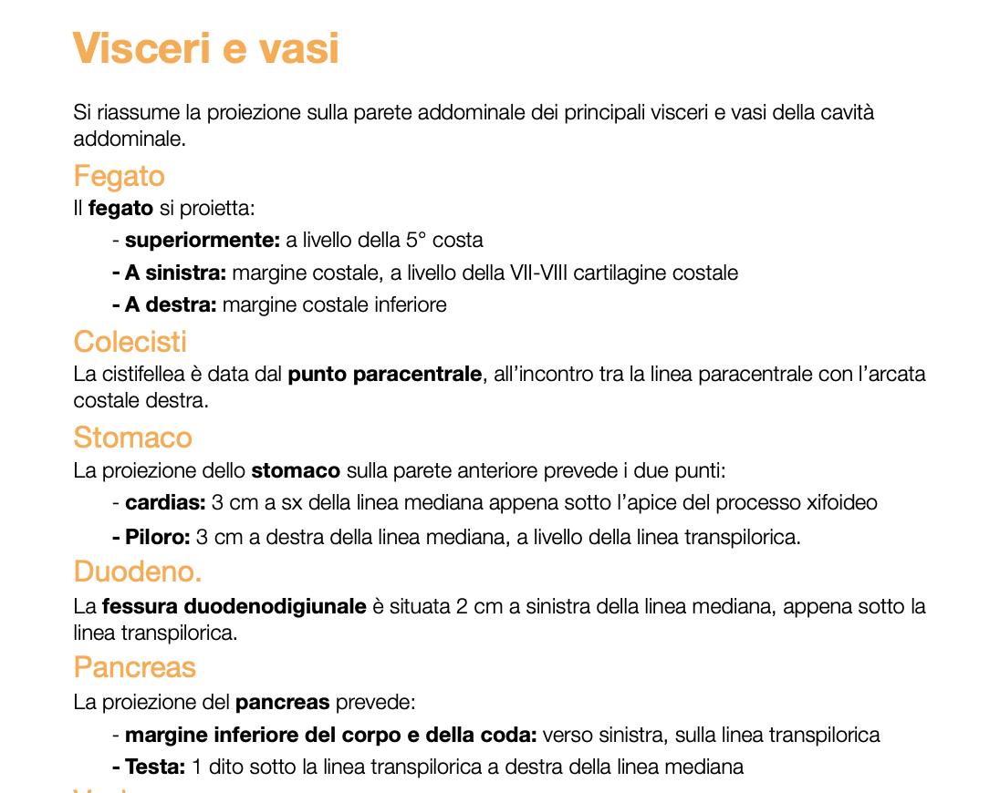 Visceri e vasi
Si riassume la proiezione sulla parete addominale dei principali visceri e vasi della cavità
addominale.
Fegato
Il fegato si proietta:
- superiormente: a livello della 5° costa
- A sinistra: margine costale, a livello della VII-VIII cartilagine costale
- A destra: margine costale inferiore
Colecisti
La cistifellea è data dal punto paracentrale, all’incontro tra la linea paracentrale con l’arcata
costale destra.
Stomaco
La proiezione dello stomaco sulla parete anteriore prevede i due punti:
- cardias: 3 cm a sx della linea mediana appena sotto l’apice del processo xifoideo
- Piloro: 3 cm a destra della linea mediana, a livello della linea transpilorica.
Duodeno.
La fessura duodenodigiunale è situata 2 cm a sinistra della linea mediana, appena sotto la
linea transpilorica.
Pancreas
La proiezione del pancreas prevede:
- margine inferiore del corpo e della coda: verso sinistra, sulla linea transpilorica
- Testa: 1 dito sotto la linea transpilorica a destra della linea mediana